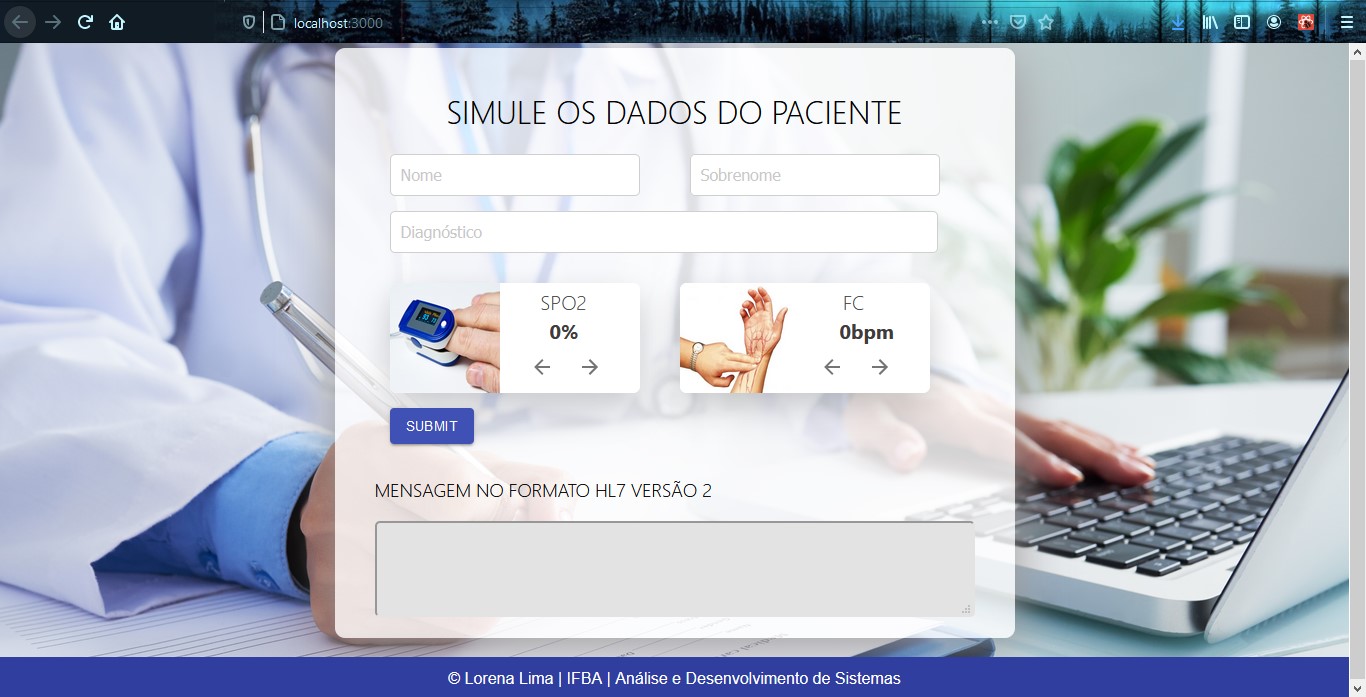 localhost:3000
SIMULE OS DADOS DO PACIENTE
Nome
Sobrenome
Diagnóstico
SPO2
0%
FC
0bpm
SUBMIT
MENSAGEM NO FORMATO HL7 VERSÃO 2
© Lorena Lima | IFBA | Análise e Desenvolvimento de Sistemas